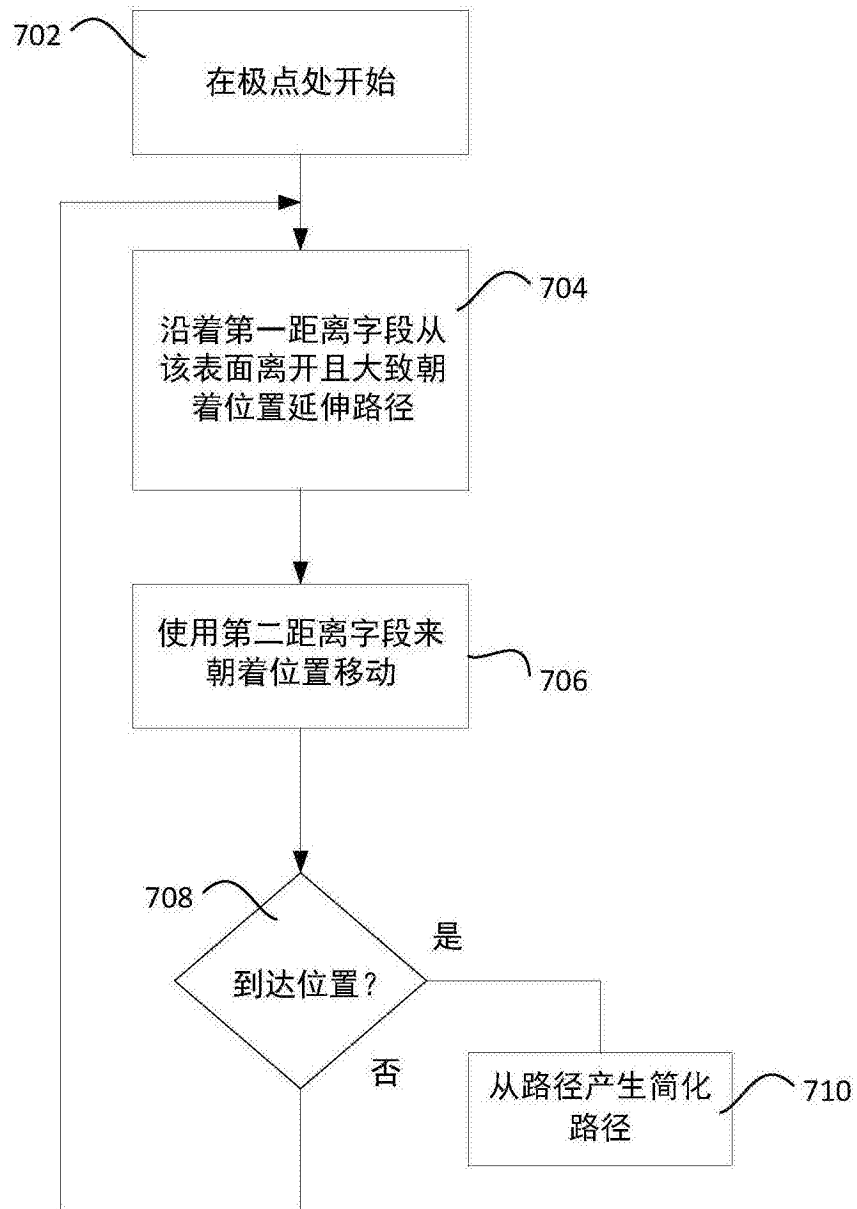 702
在极点处开始
704
沿着第一距离字段从
该表面离开且大致朝
着位置延伸路径
使用第二距离字段来
朝着位置移动
706
708
是
到达位置?
否
从路径产生简化
路径
710